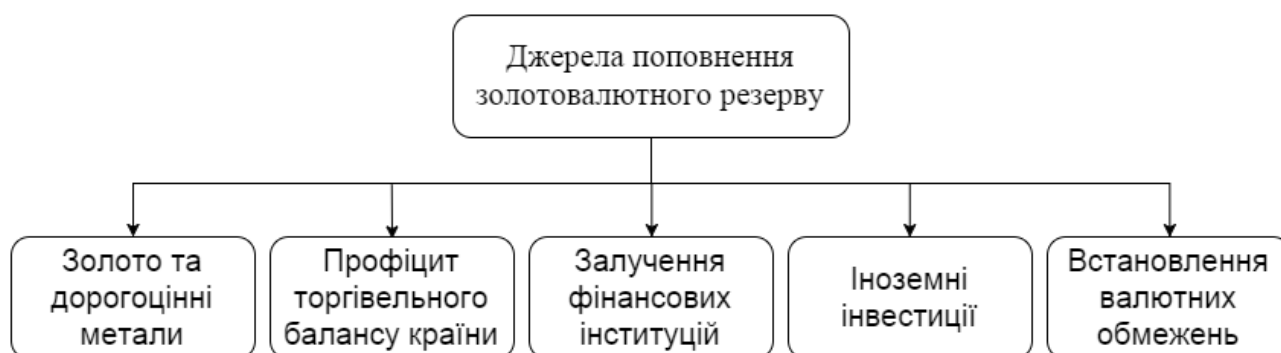 Джерела поповнення
золотовалютного резерву
Золото та
дорогоцінні
метали
Профіцит
торгівельного
балансу країни
Залучення
фінансових
інституцій
Іноземні
інвестиції
Встановлення
валютних
обмежень